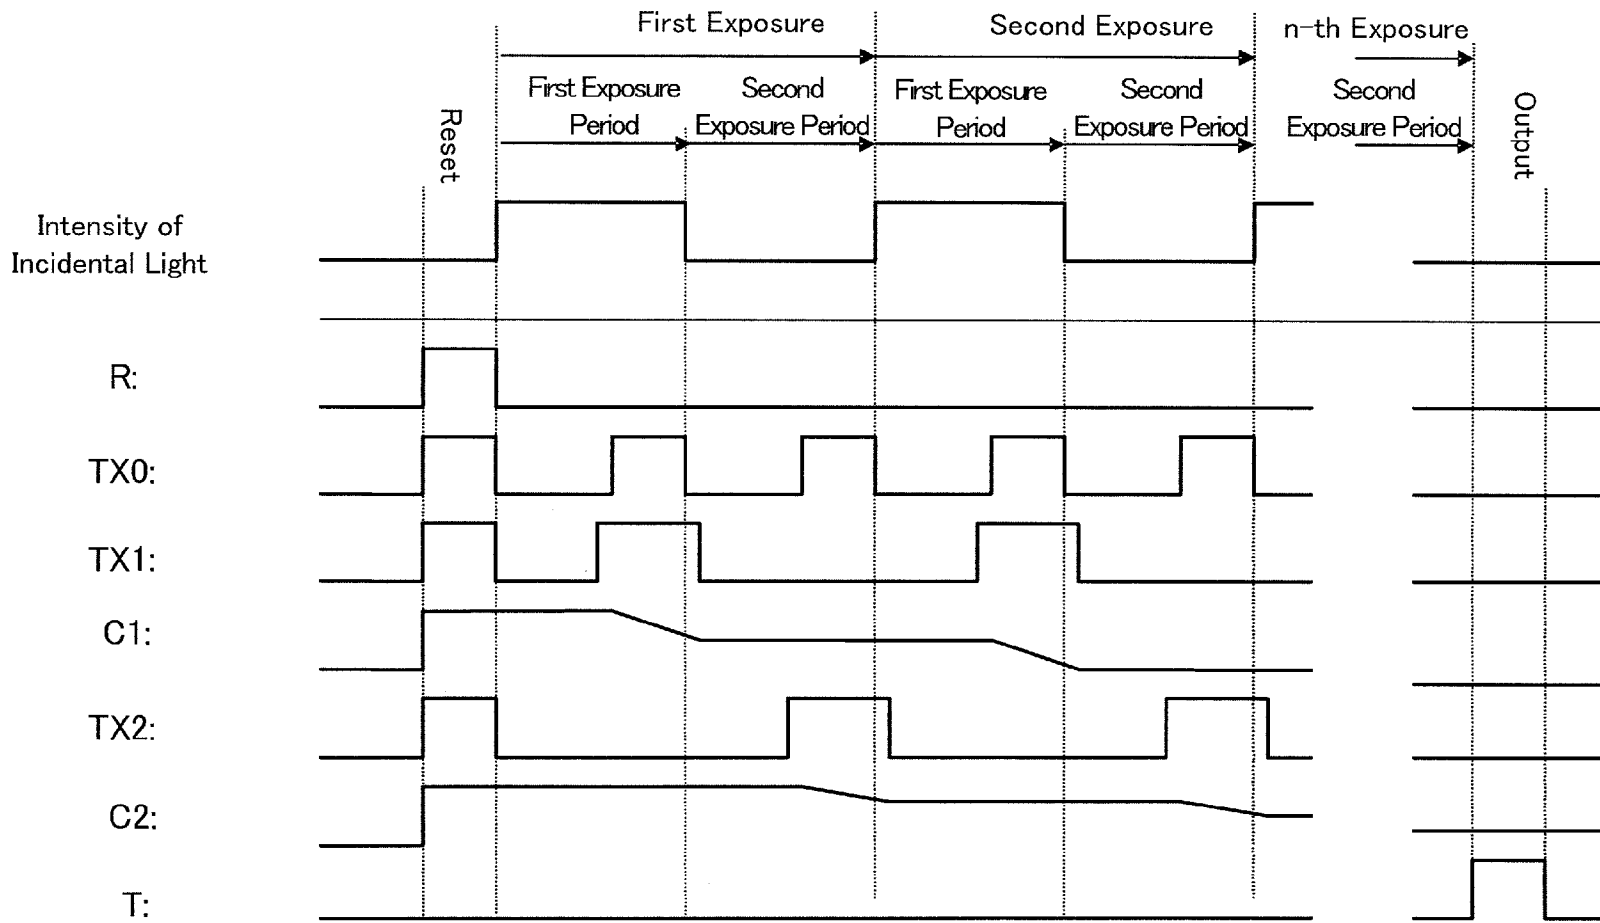 First Exposure
Second Exposure
n-th Exposure
First Exposure
Period
Second
Exposure Period
First Exposure
Period
Second
Exposure Period
Second
Exposure Period
Reset
Output
Intensity of
Incidental Light
R:
TX0:
TX1:
C1:
TX2:
C2:
T: